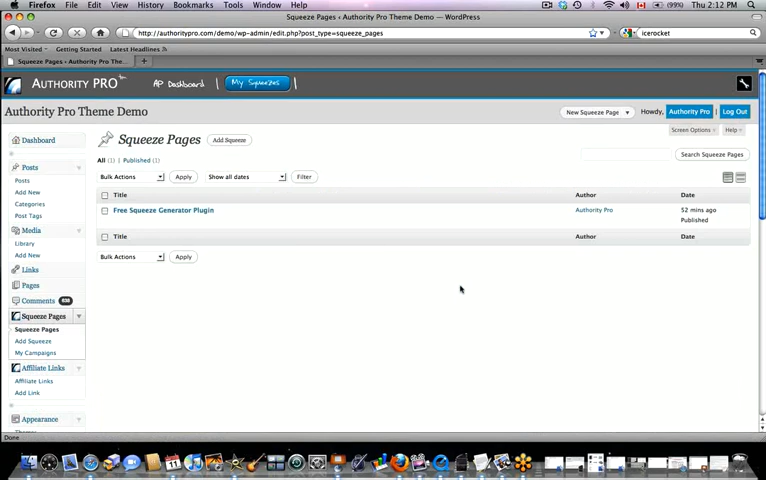 Firefox File Edit View History Bookmarks Tools Window Help (99%) Thu 2:12 PM
Squeeze Pages ‹ Authority Pro Theme Demo — WordPress
http://authoritypro.com/demo/wp-admin/edit.php?post_type=squeeze_pages icerocket
Most Visited Getting Started Latest Headlines
Squeeze Pages ‹ Authority Pro The...
AUTHORITY PRO AP Dashboard | My Squeezes |
Authority Pro Theme Demo New Squeeze Page Howdy, Authority Pro Log Out
Screen Options Help
Dashboard Squeeze Pages Add Squeeze
All (1) | Published (1)
Search Squeeze Pages
Posts
Posts
Add New
Categories
Post Tags
Media
Library
Add New
Links
Pages
Comments
Squeeze Pages
Squeeze Pages
Add Squeeze
My Campaigns
Affiliate Links
Affiliate Links
Add Link
Appearance
Bulk Actions Apply Show all dates Filter
Title Author Date
Free Squeeze Generator Plugin Authority Pro 52 mins ago
Published
Title Author Date
Bulk Actions Apply
Done